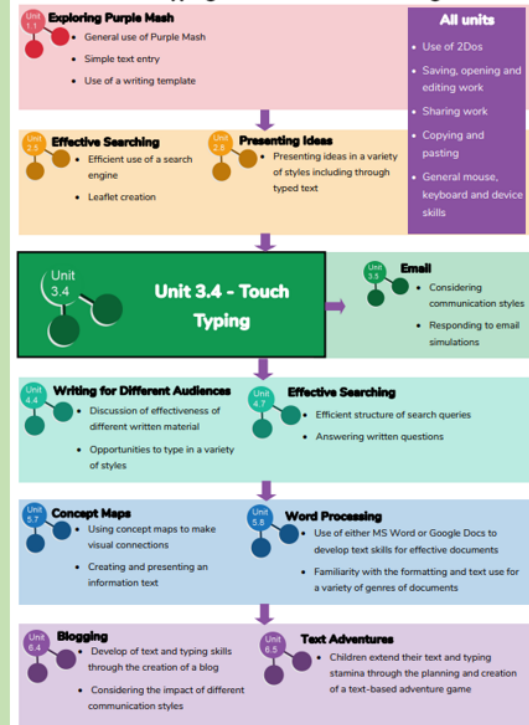 Unit
1.1
Exploring Purple Mash
General use of Purple Mash
Simple text entry
Use of a writing template
All units
Use of 2Dos
Saving, opening and
editing work
Sharing work
Copying and
pasting
General mouse,
keyboard and device
skills
Unit
2.5
Effective Searching
Efficient use of a search
engine
Leaflet creation
Unit
2.8
Presenting Ideas
Presenting ideas in a variety
of styles including through
typed text
Unit
3.4
Unit 3.4 - Touch
Typing
Unit
3.5
Email
Considering
communication styles
Responding to email
simulations
Unit
4.4
Writing for Different Audiences
Discussion of effectiveness of
different written material
Opportunities to type in a variety
of styles
Unit
4.7
Effective Searching
Efficient structure of search queries
Answering written questions
Unit
5.7
Concept Maps
Using concept maps to make
visual connections
Creating and presenting an
information text
Unit
5.8
Word Processing
Use of either MS Word or Google Docs to
develop text skills for effective documents
Familiarity with the formatting and text use for
a variety of genres of documents
Unit
6.4
Blogging
Develop of text and typing skills
through the creation of a blog
Considering the impact of different
communication styles
Unit
6.5
Text Adventures
Children extend their text and typing
stamina through the planning and creation
of a text-based adventure game